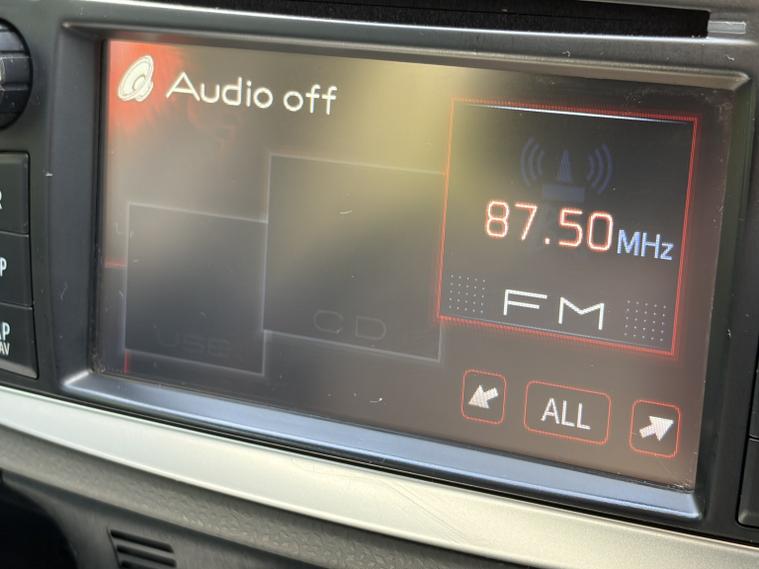 Audio off
87.50MHz
FM
CD
USB
ALL